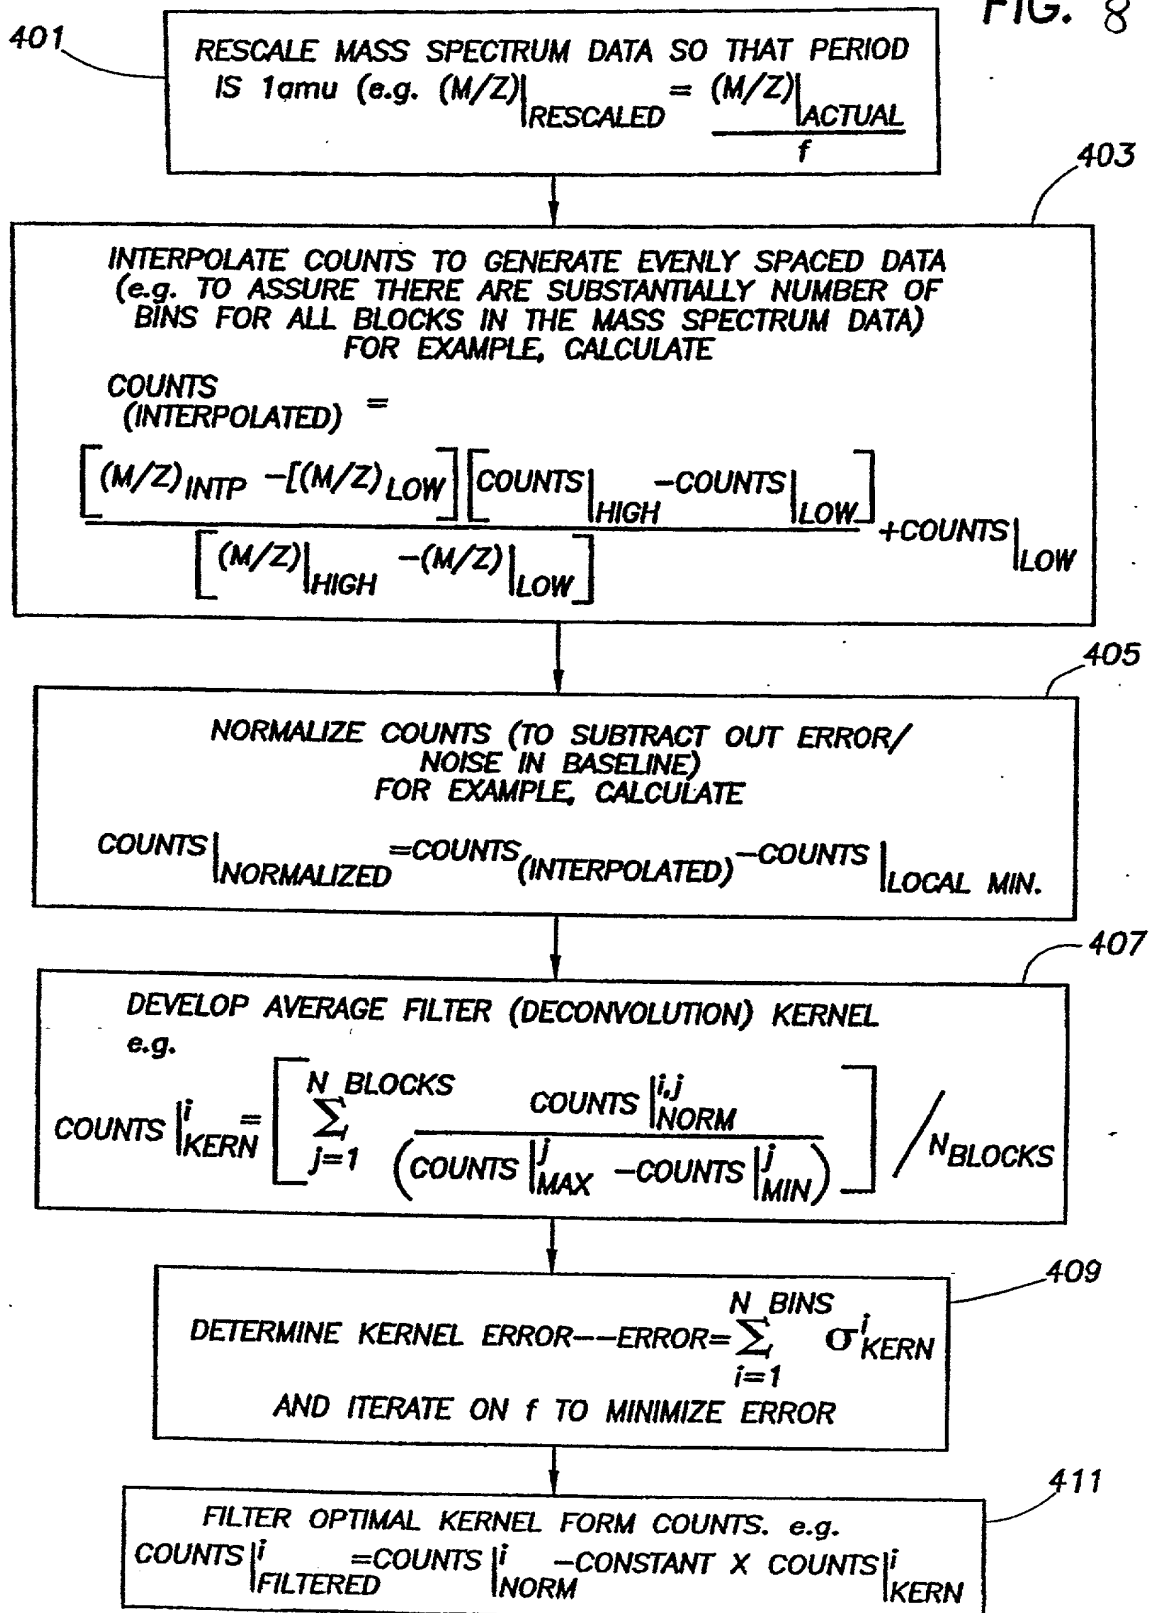 FIG. 8
401
RESCALE MASS SPECTRUM DATA SO THAT PERIOD
IS 1amu (e.g. (M/Z)|RESCALED = (M/Z)|ACTUAL / f
403
INTERPOLATE COUNTS TO GENERATE EVENLY SPACED DATA
(e.g. TO ASSURE THERE ARE SUBSTANTIALLY NUMBER OF
BINS FOR ALL BLOCKS IN THE MASS SPECTRUM DATA)
FOR EXAMPLE, CALCULATE
COUNTS
(INTERPOLATED) =
[(M/Z)INTP -[(M/Z)LOW] [COUNTS|HIGH -COUNTS|LOW]
[(M/Z)|HIGH -(M/Z)|LOW]
+COUNTS|LOW
405
NORMALIZE COUNTS (TO SUBTRACT OUT ERROR/
NOISE IN BASELINE)
FOR EXAMPLE, CALCULATE
COUNTS|NORMALIZED =COUNTS(INTERPOLATED) -COUNTS|LOCAL MIN.
407
DEVELOP AVERAGE FILTER (DECONVOLUTION) KERNEL
e.g.
N BLOCKS
COUNTS|i KERN = [ Σ COUNTS|i,j NORM
j=1 (COUNTS|j MAX -COUNTS|j MIN) ] / NBLOCKS
409
N BINS
DETERMINE KERNEL ERROR--ERROR= Σ σi KERN
i=1
AND ITERATE ON f TO MINIMIZE ERROR
411
FILTER OPTIMAL KERNEL FORM COUNTS. e.g.
COUNTS|i FILTERED =COUNTS|i NORM -CONSTANT X COUNTS|i KERN